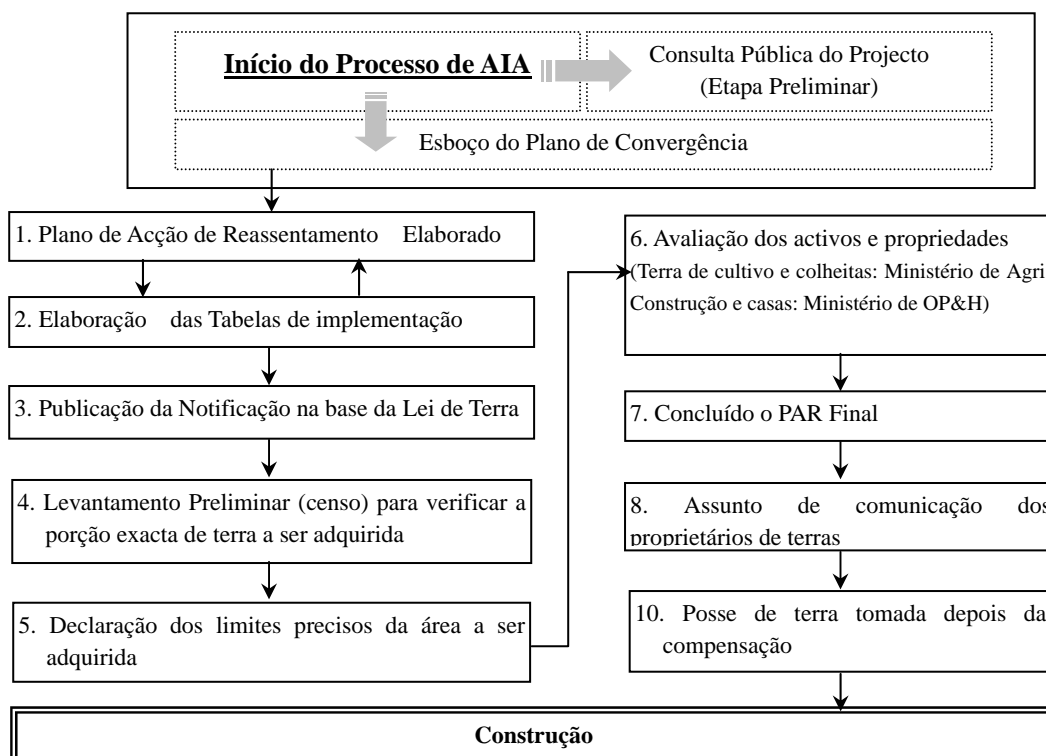 Início do Processo de AIA
Consulta Pública do Projecto
(Etapa Preliminar)
Esboço do Plano de Convergência
1. Plano de Acção de Reassentamento Elaborado
2. Elaboração das Tabelas de implementação
3. Publicação da Notificação na base da Lei de Terra
4. Levantamento Preliminar (censo) para verificar a
porção exacta de terra a ser adquirida
5. Declaração dos limites precisos da área a ser
adquirida
6. Avaliação dos activos e propriedades
(Terra de cultivo e colheitas: Ministério de Agri
Construção e casas: Ministério de OP&H)
7. Concluído o PAR Final
8. Assunto de comunicação dos
proprietários de terras
10. Posse de terra tomada depois da
compensação
Construção